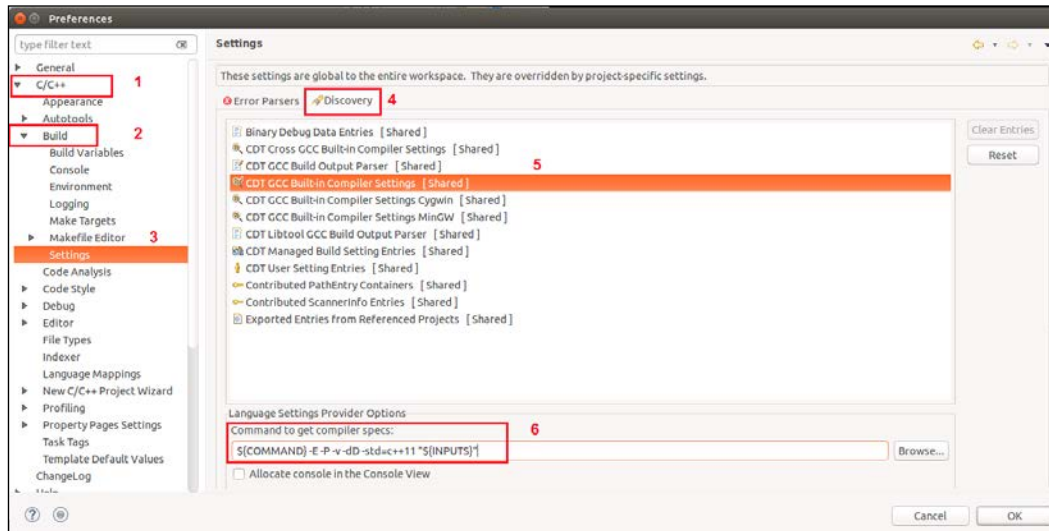 Preferences
type filter text
Settings
General
C/C++
1
Appearance
Autotools
Build
2
Build Variables
Console
Environment
Logging
Make Targets
Makefile Editor
3
Settings
Code Analysis
Code Style
Debug
Editor
File Types
Indexer
Language Mappings
New C/C++ Project Wizard
Profiling
Property Pages Settings
Task Tags
Template Default Values
ChangeLog
These settings are global to the entire workspace. They are overridden by project-specific settings.
Error Parsers
Discovery
4
Binary Debug Data Entries [ Shared ]
CDT Cross GCC Built-in Compiler Settings [ Shared ]
CDT GCC Build Output Parser [ Shared ]
5
CDT GCC Built-in Compiler Settings [ Shared ]
CDT GCC Built-in Compiler Settings Cygwin [ Shared ]
CDT GCC Built-in Compiler Settings MinGW [ Shared ]
CDT Libtool GCC Build Output Parser [ Shared ]
CDT Managed Build Setting Entries [ Shared ]
CDT User Setting Entries [ Shared ]
Contributed PathEntry Containers [ Shared ]
Contributed ScannerInfo Entries [ Shared ]
Exported Entries from Referenced Projects [ Shared ]
Clear Entries
Reset
Language Settings Provider Options
Command to get compiler specs:
6
${COMMAND} -E -P -v -dD -std=c++11 "${INPUTS}"
Browse...
Allocate console in the Console View
Cancel
OK